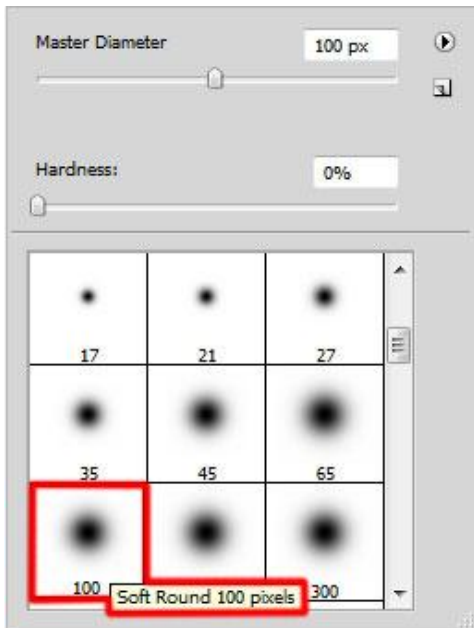 Master Diameter 100 px
Hardness: 0%
17 21 27
35 45 65
100 300
Soft Round 100 pixels